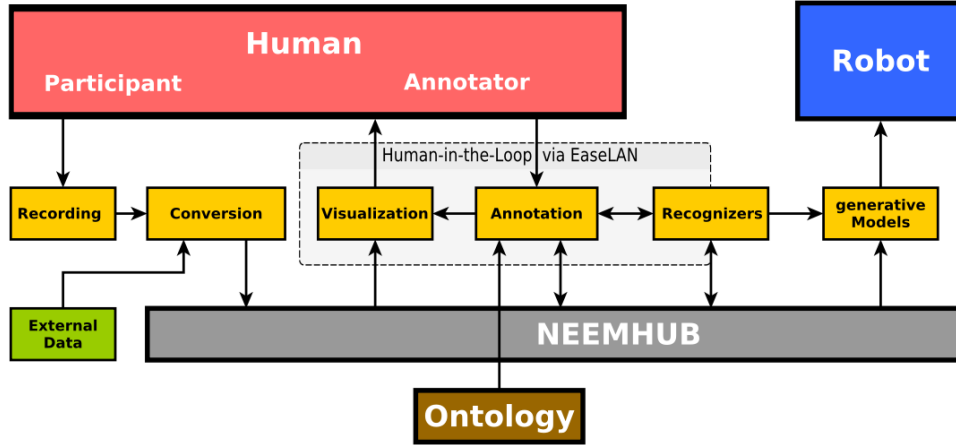 Human
Participant
Annotator
Robot
Human-in-the-Loop via EaseLAN
Recording
Conversion
Visualization
Annotation
Recognizers
generative
Models
External
Data
NEEMHUB
Ontology